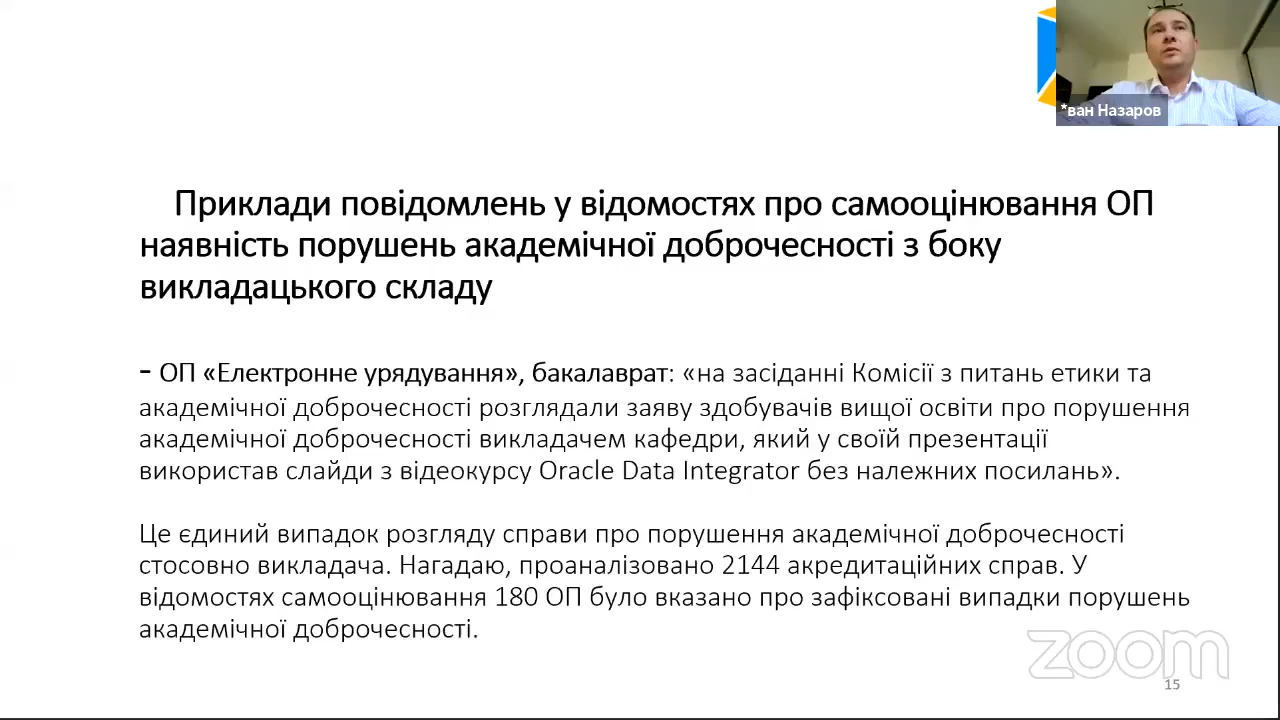 *ван Назаров
Приклади повідомлень у відомостях про самооцінювання ОП
наявність порушень академічної доброчесності з боку
викладацького складу
- ОП «Електронне урядування», бакалаврат: «на засіданні Комісії з питань етики та
академічної доброчесності розглядали заяву здобувачів вищої освіти про порушення
академічної доброчесності викладачем кафедри, який у своїй презентації
використав слайди з відеокурсу Oracle Data Integrator без належних посилань».
Це єдиний випадок розгляду справи про порушення академічної доброчесності
стосовно викладача. Нагадаю, проаналізовано 2144 акредитаційних справ. У
відомостях самооцінювання 180 ОП було вказано про зафіксовані випадки порушень
академічної доброчесності.
zoom
15